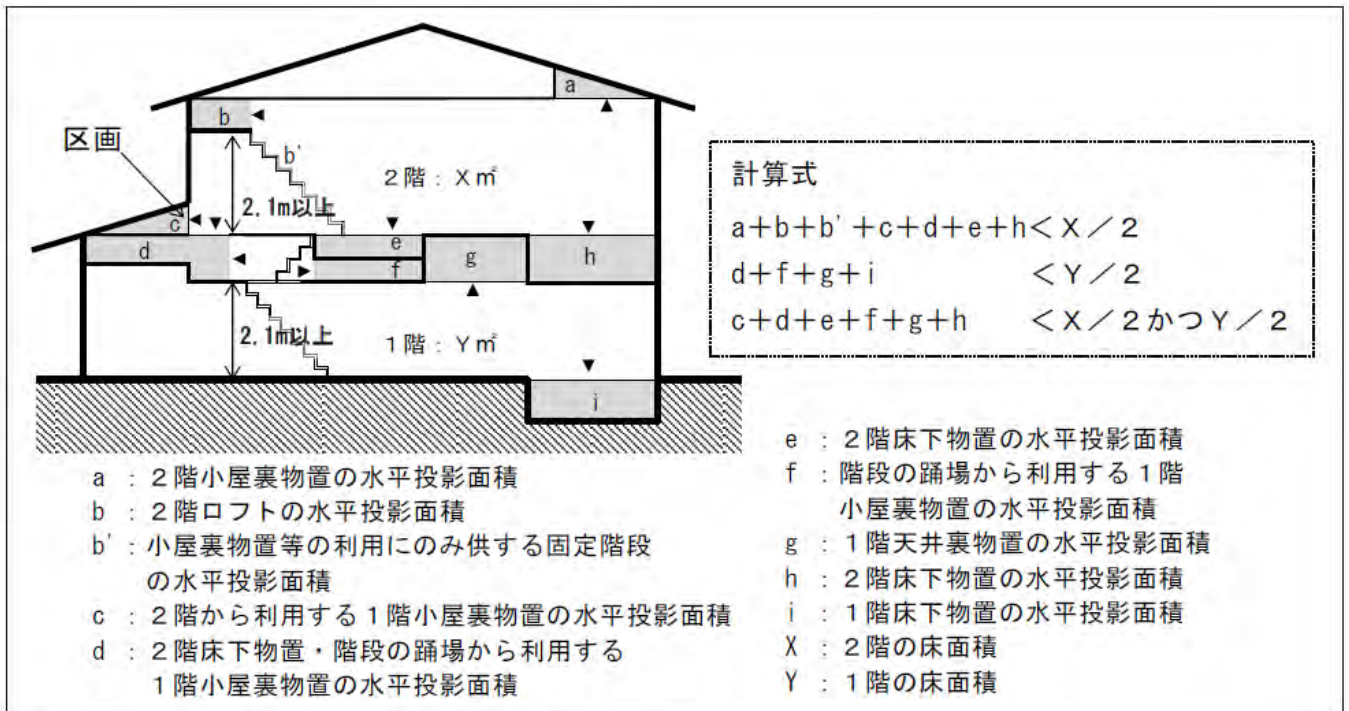 a
b
区画
b'
2階：X㎡
2.1m以上
c
d
e
f
g
h
2.1m以上
1階：Y㎡
i
計算式
a+b+b'+c+d+e+h＜X／2
d+f+g+i ＜Y／2
c+d+e+f+g+h ＜X／2かつY／2
a：2階小屋裏物置の水平投影面積
b：2階ロフトの水平投影面積
b'：小屋裏物置等の利用にのみ供する固定階段
の水平投影面積
c：2階から利用する1階小屋裏物置の水平投影面積
d：2階床下物置・階段の踊場から利用する
1階小屋裏物置の水平投影面積
e：2階床下物置の水平投影面積
f：階段の踊場から利用する1階
小屋裏物置の水平投影面積
g：1階天井裏物置の水平投影面積
h：2階床下物置の水平投影面積
i：1階床下物置の水平投影面積
X：2階の床面積
Y：1階の床面積